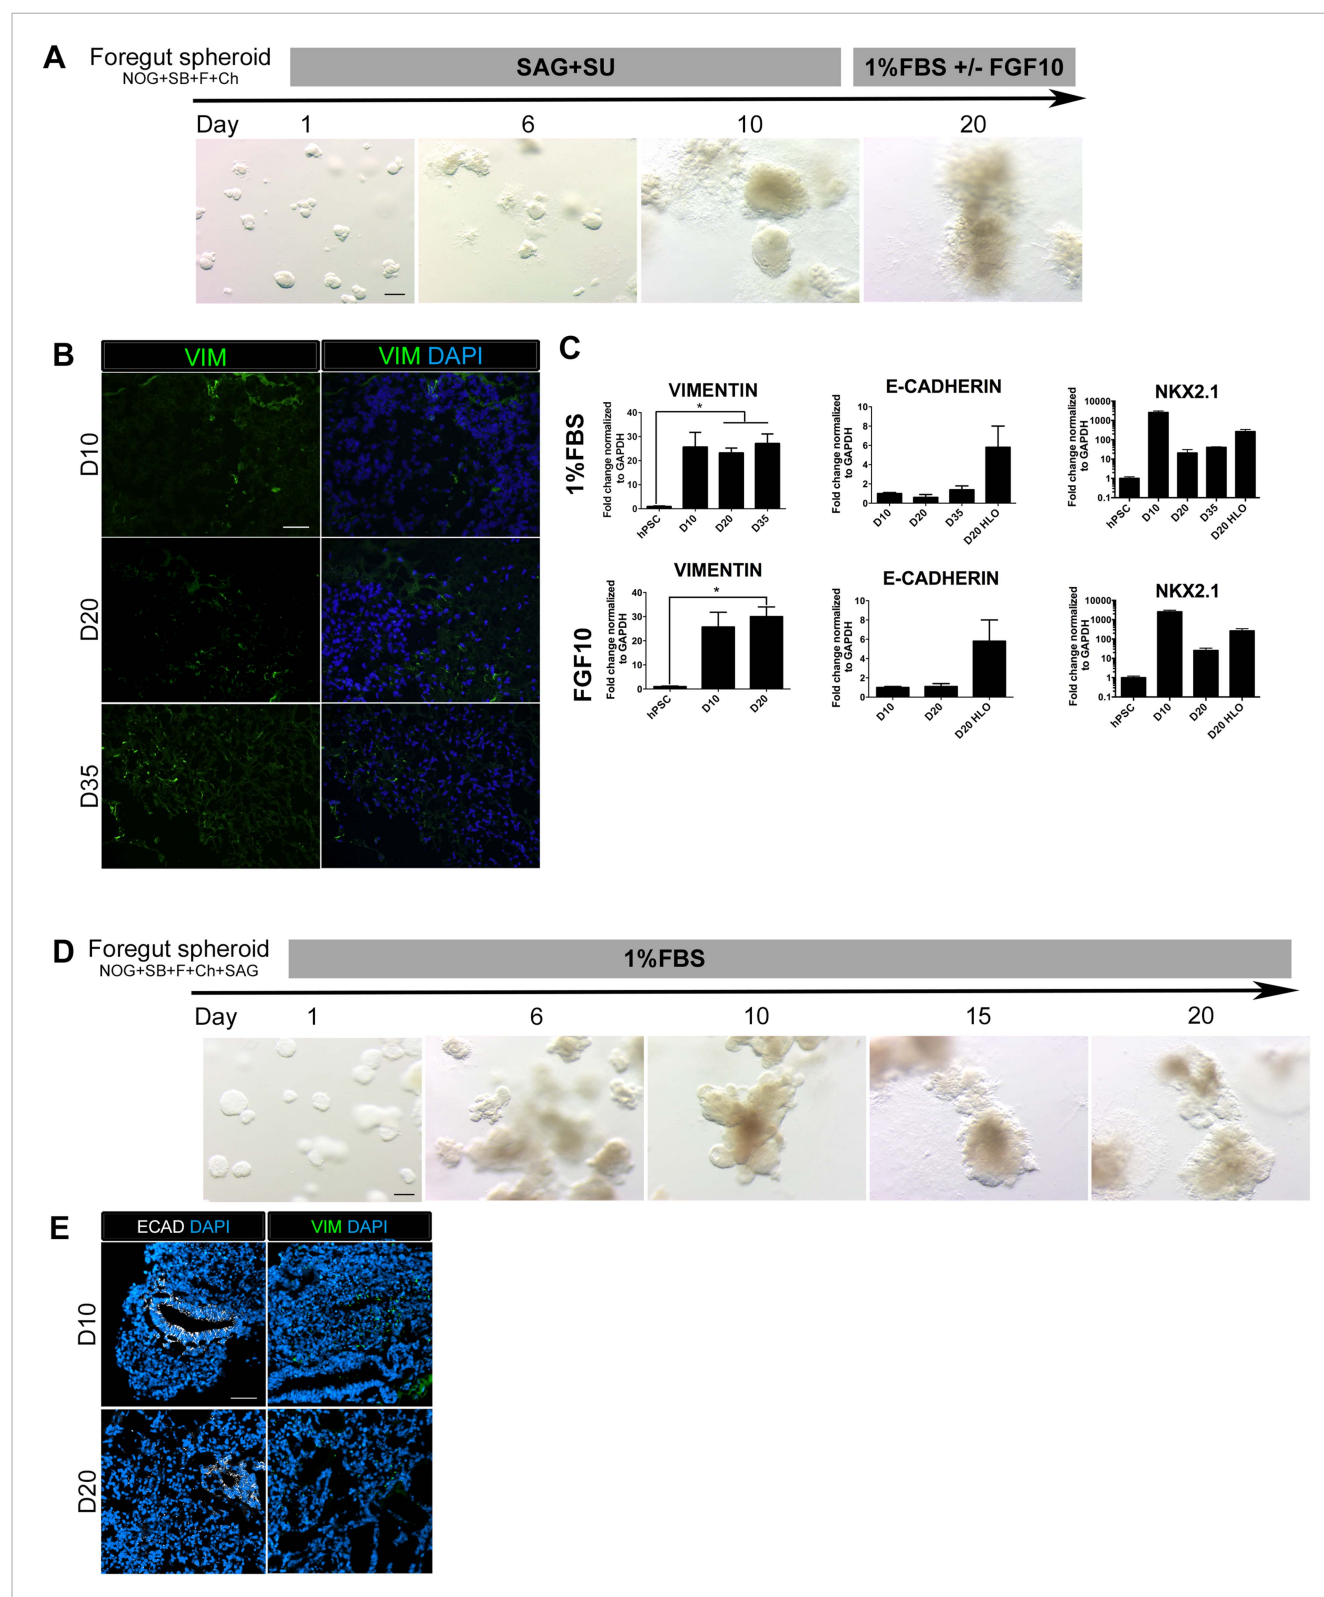 A
Foregut spheroid
NOG+SB+F+Ch
SAG+SU
1%FBS +/- FGF10
Day 1 6 10 20
B
VIM
VIM DAPI
D10
D20
D35
C
1%FBS
VIMENTIN
Fold change normalized
to GAPDH
40
30
20
10
0
*
hPSC D10 D20 D35
E-CADHERIN
Fold change normalized
to GAPDH
10
8
6
4
2
0
D10 D20 D35 D20 HLO
NKX2.1
Fold change normalized
to GAPDH
10000
1000
100
10
1
0.1
hPSC D10 D20 D35 D20 HLO
FGF10
VIMENTIN
Fold change normalized
to GAPDH
40
30
20
10
0
*
hPSC D10 D20
E-CADHERIN
Fold change normalized
to GAPDH
10
8
6
4
2
0
D10 D20 D20 HLO
NKX2.1
Fold change normalized
to GAPDH
10000
1000
100
10
1
0.1
hPSC D10 D20 D20 HLO
D
Foregut spheroid
NOG+SB+F+Ch+SAG
1%FBS
Day 1 6 10 15 20
E
ECAD DAPI
VIM DAPI
D10
D20